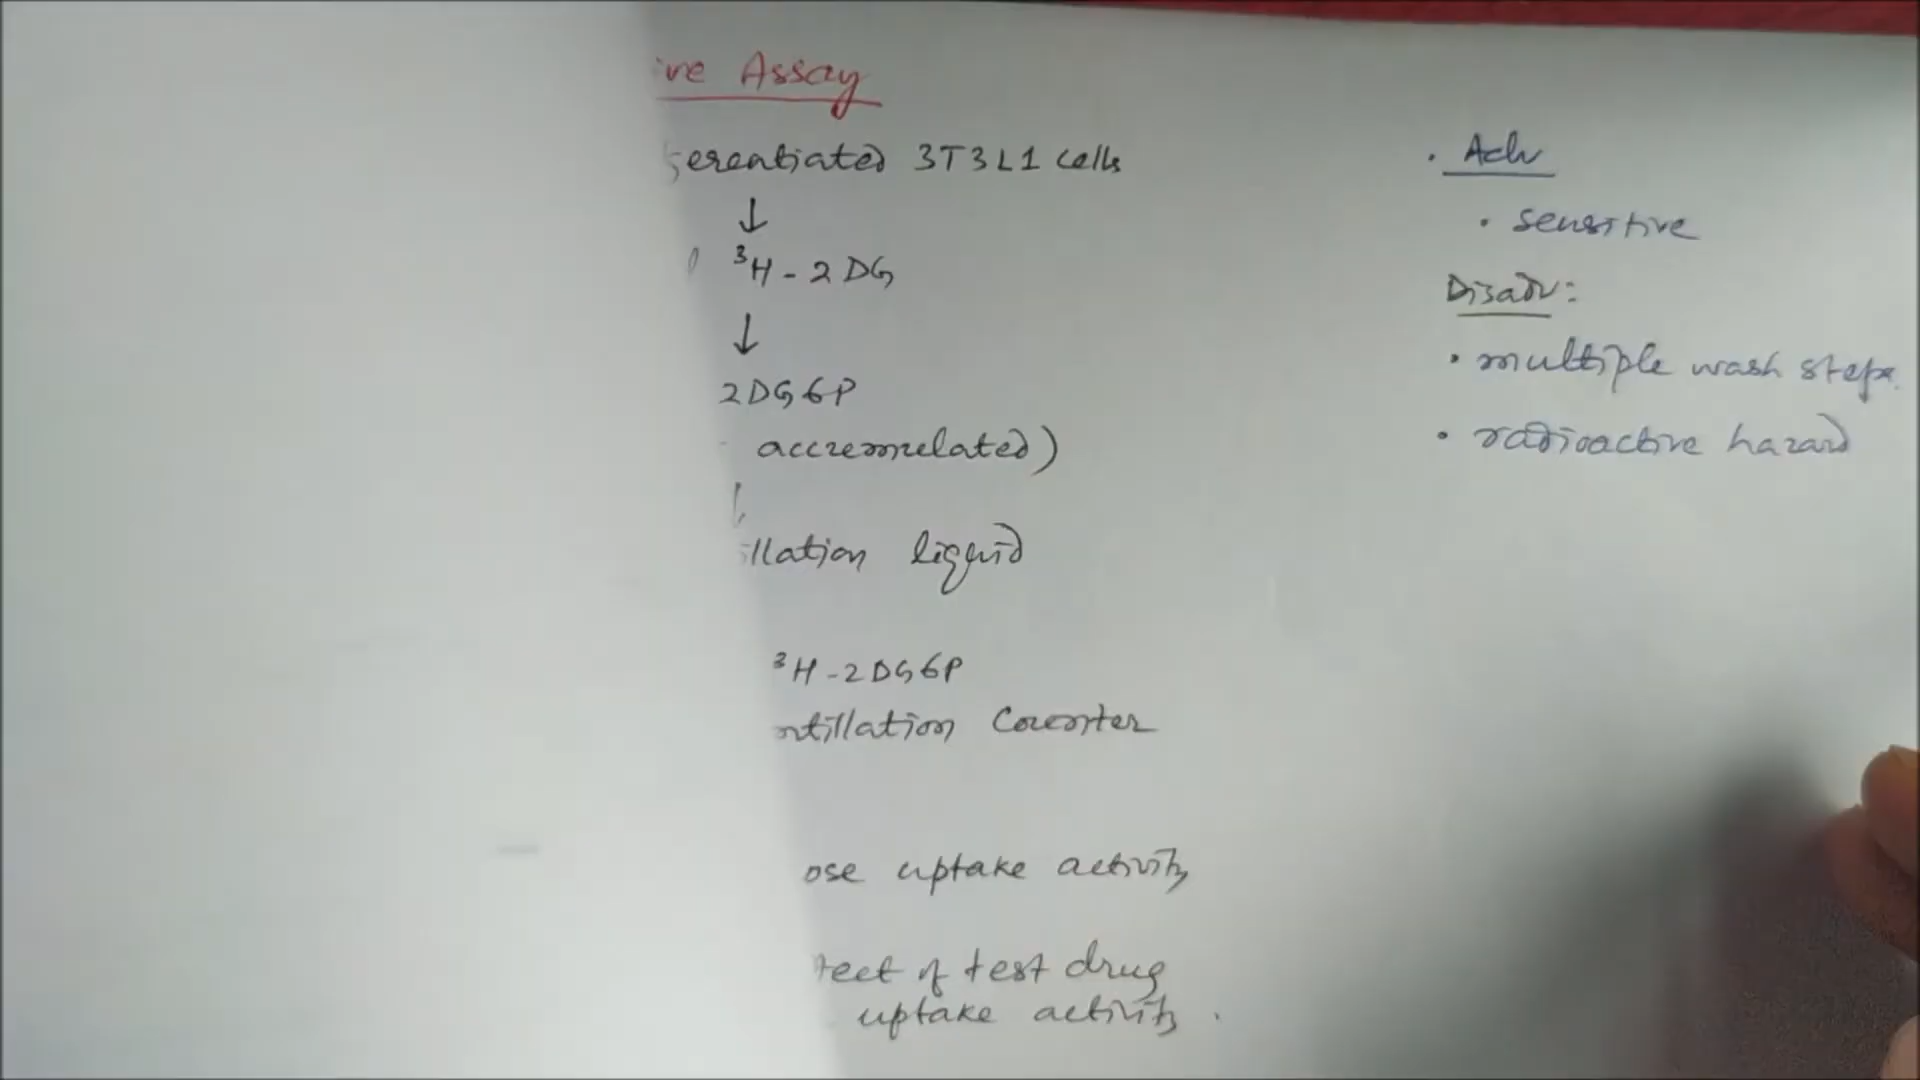 ive Assay
erentiated 3T3L1 cells
↓
³H - 2DG
↓
2DG6P
accumulated)
illation liquid
³H - 2DG6P
ntillation Counter
ose uptake activity
of test drug
uptake activity.
• Adv
• sensitive
Disadv:
• multiple wash steps.
• radioactive hazard